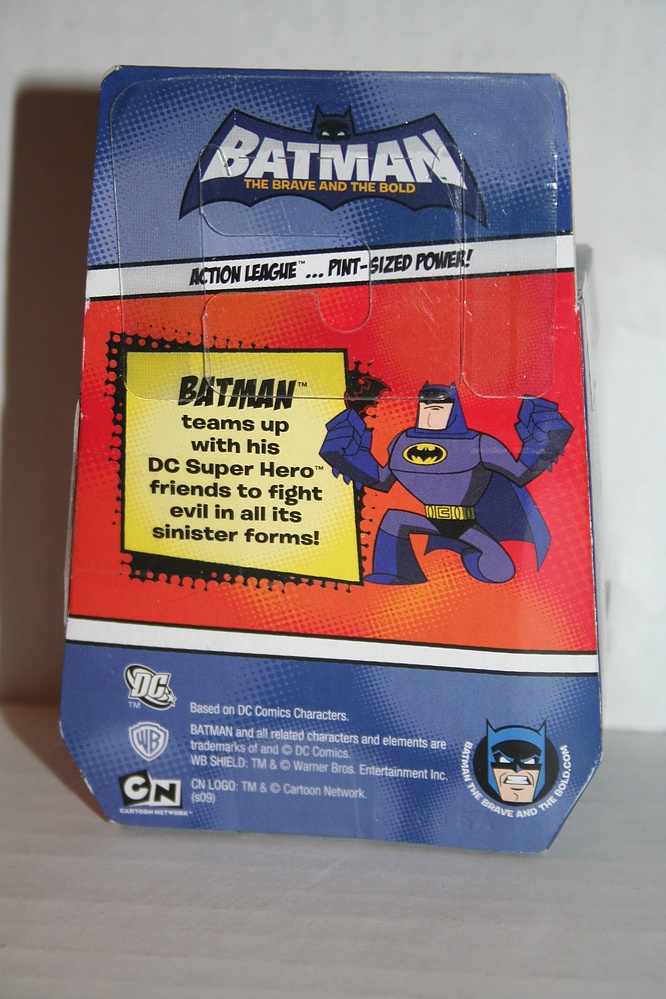 BATMAN
THE BRAVE AND THE BOLD
ACTION LEAGUE™... PINT-SIZED POWER!
BATMAN™
teams up
with his
DC Super Hero™
friends to fight
evil in all its
sinister forms!
DC
TM
Based on DC Comics Characters.
WB
BATMAN and all related characters and elements are
trademarks of and © DC Comics.
WB SHIELD: TM & © Warner Bros. Entertainment Inc.
CN
CARTOON NETWORK™
CN LOGO: TM & © Cartoon Network.
(s09)
BATMAN THE BRAVE AND THE BOLD.COM